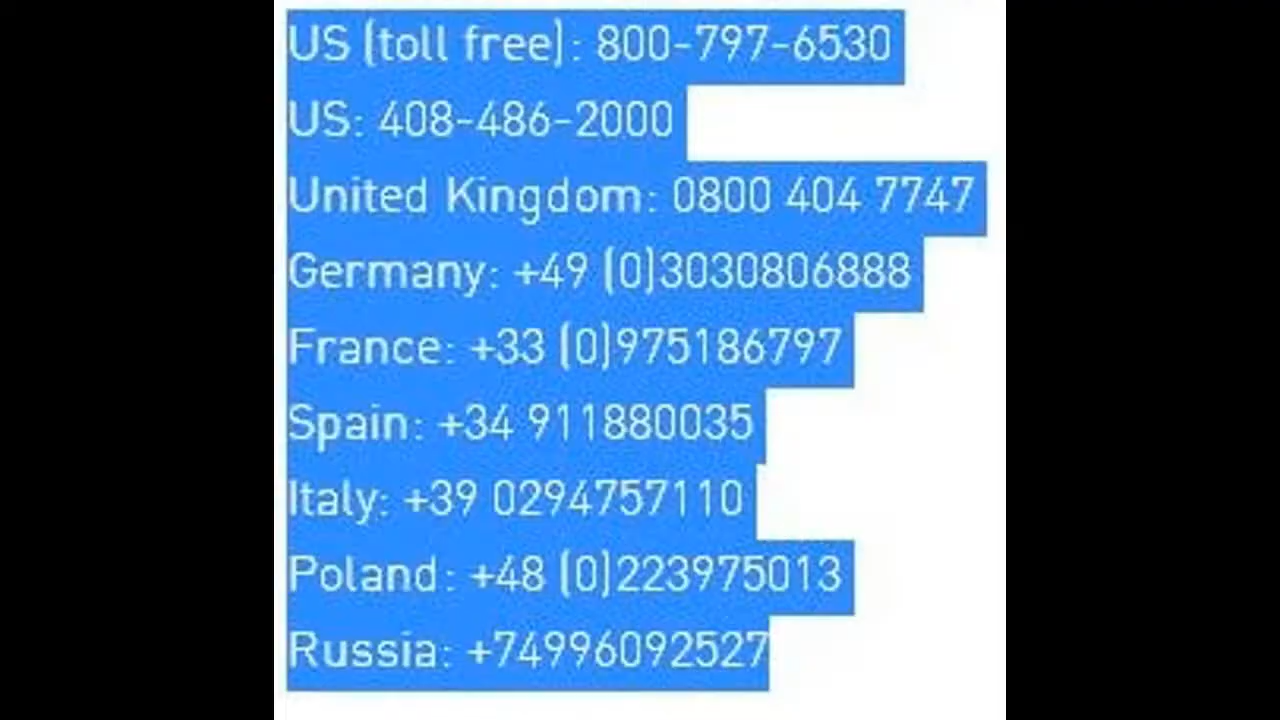 US (toll free): 800-797-6530
US: 408-486-2000
United Kingdom: 0800 404 7747
Germany: +49 (0)3030806888
France: +33 (0)975186797
Spain: +34 911880035
Italy: +39 0294757110
Poland: +48 (0)223975013
Russia: +74996092527